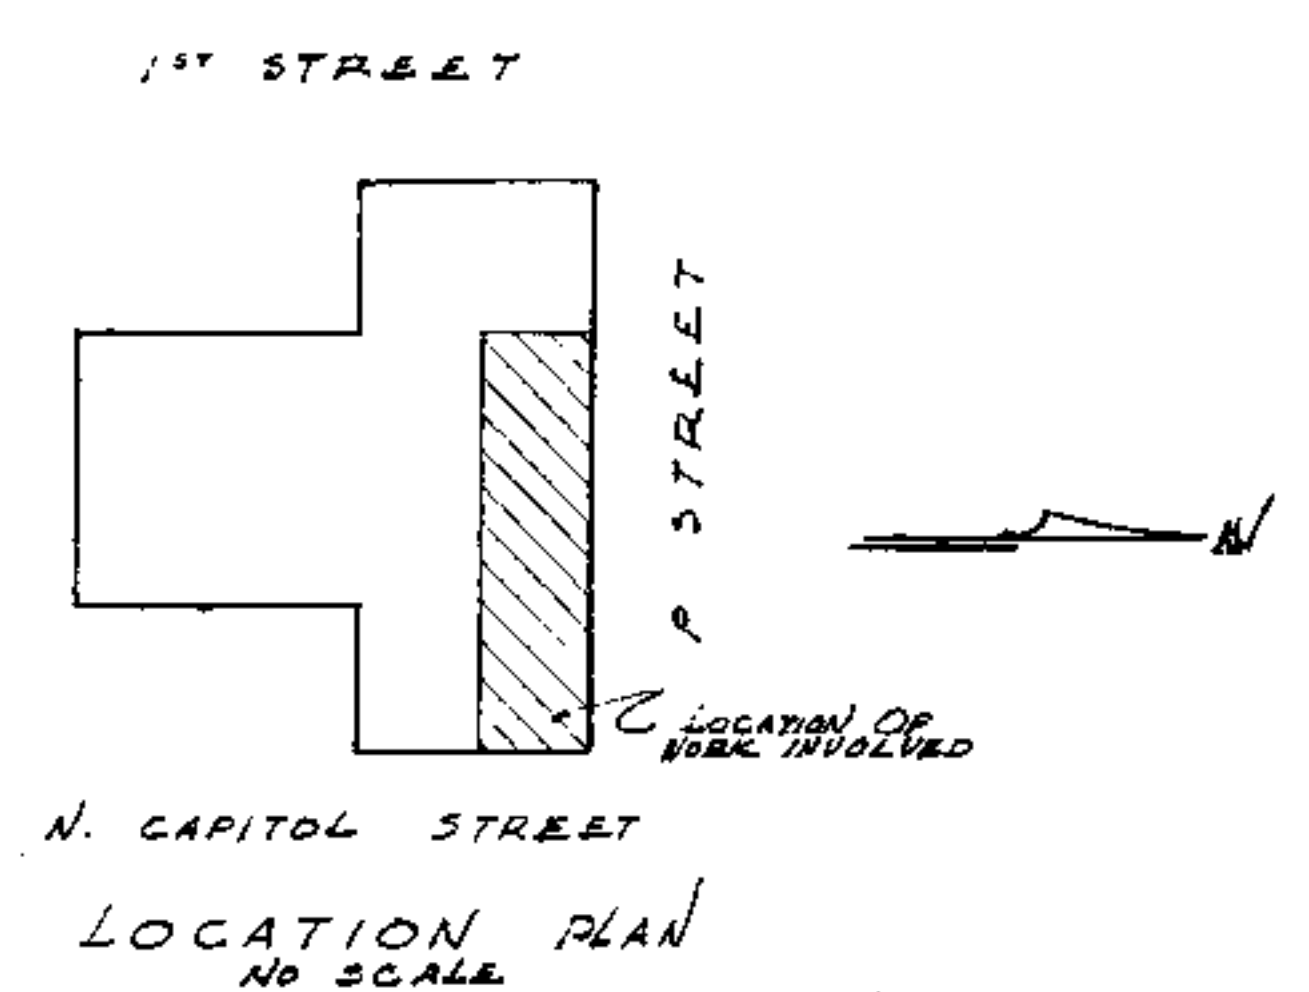 1ST STREET
P STREET
N
LOCATION OF
WORK INVOLVED
N. CAPITOL STREET
LOCATION PLAN
NO SCALE